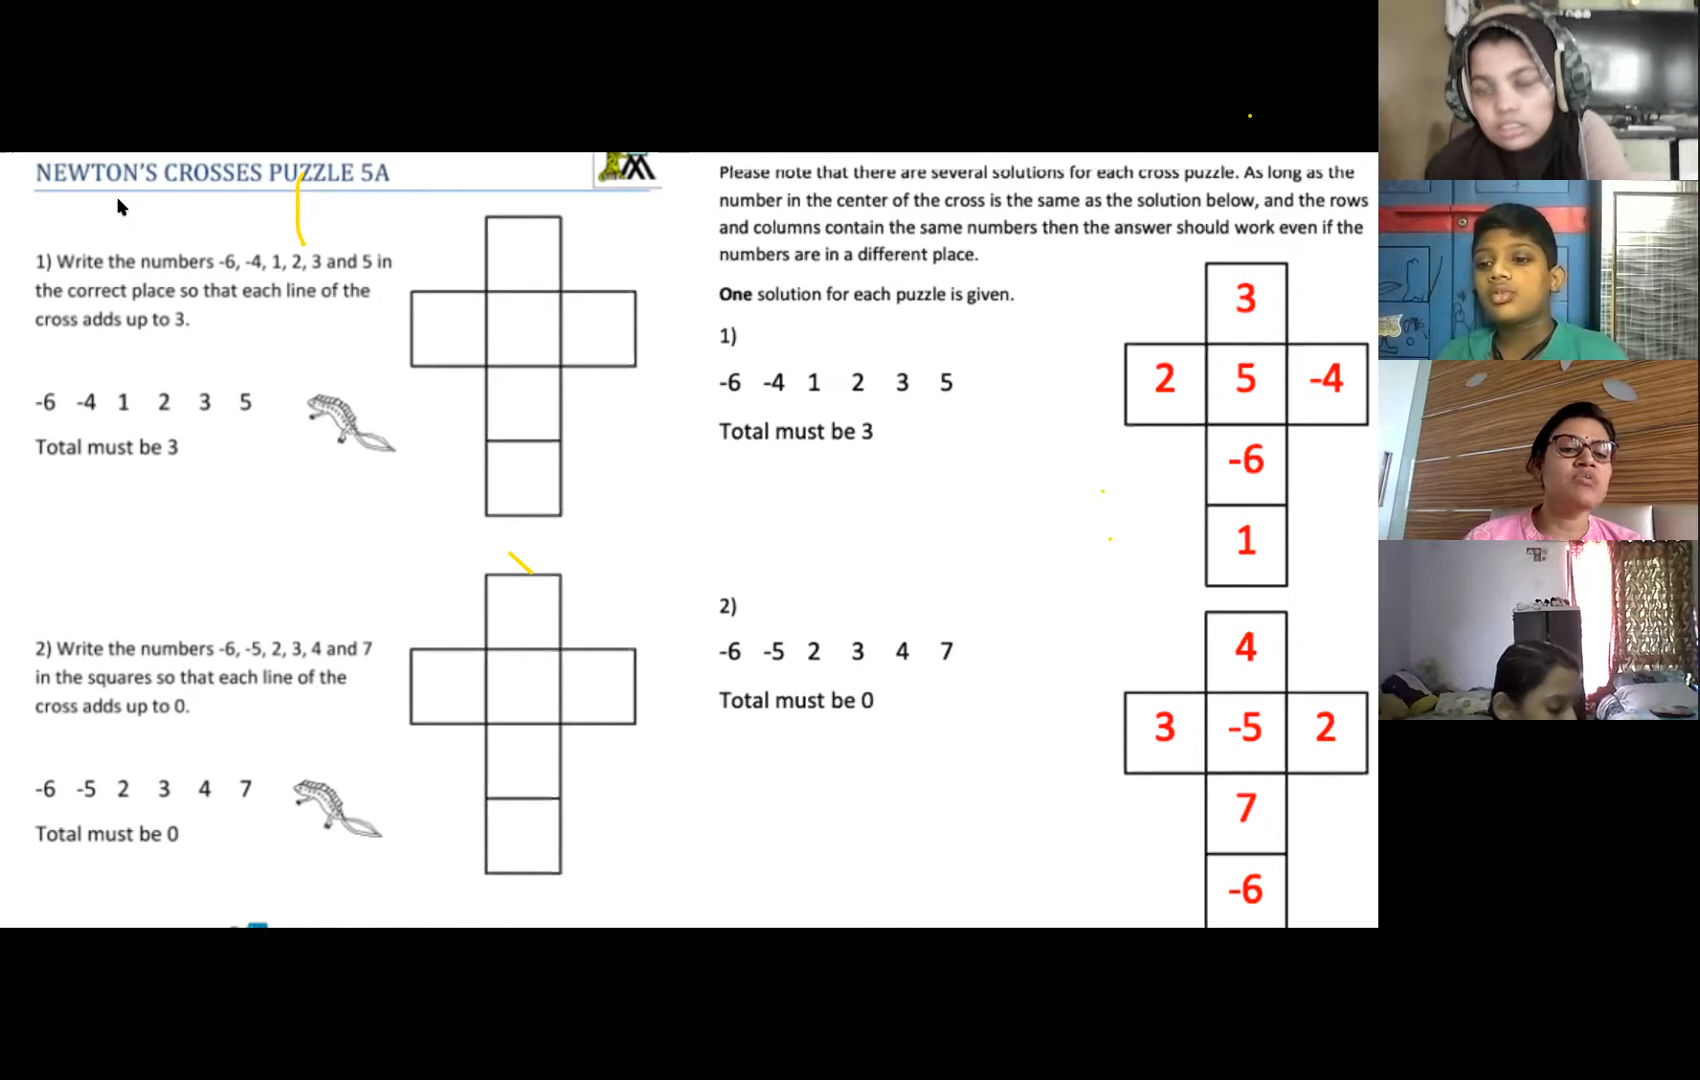 NEWTON'S CROSSES PUZZLE 5A
1) Write the numbers -6, -4, 1, 2, 3 and 5 in
the correct place so that each line of the
cross adds up to 3.
-6 -4 1 2 3 5
Total must be 3
2) Write the numbers -6, -5, 2, 3, 4 and 7
in the squares so that each line of the
cross adds up to 0.
-6 -5 2 3 4 7
Total must be 0
Please note that there are several solutions for each cross puzzle. As long as the
number in the center of the cross is the same as the solution below, and the rows
and columns contain the same numbers then the answer should work even if the
numbers are in a different place.
One solution for each puzzle is given.
1)
-6 -4 1 2 3 5
Total must be 3
3
2 5 -4
-6
1
2)
-6 -5 2 3 4 7
Total must be 0
4
3 -5 2
7
-6